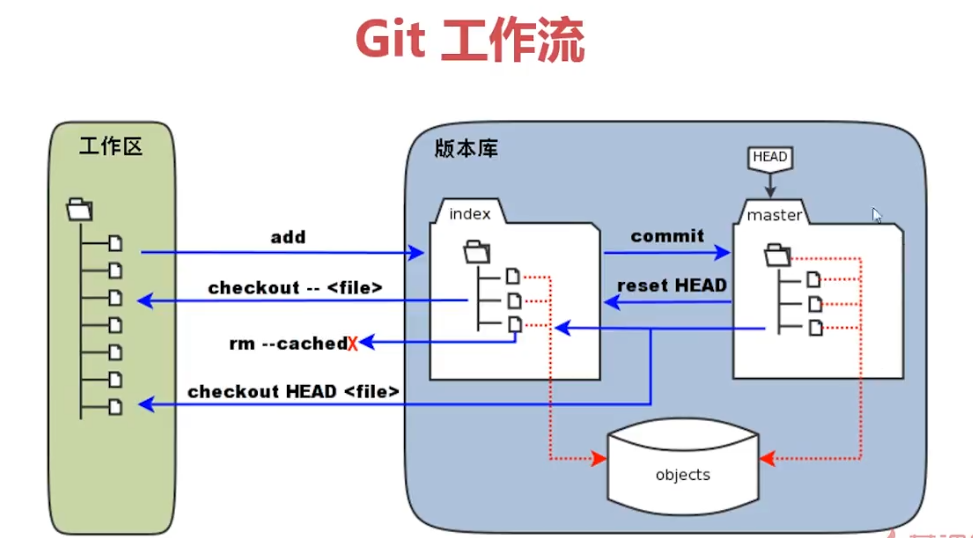 Git 工作流
工作区
版本库
HEAD
index
master
add
commit
checkout -- <file>
reset HEAD
rm --cachedX
checkout HEAD <file>
objects